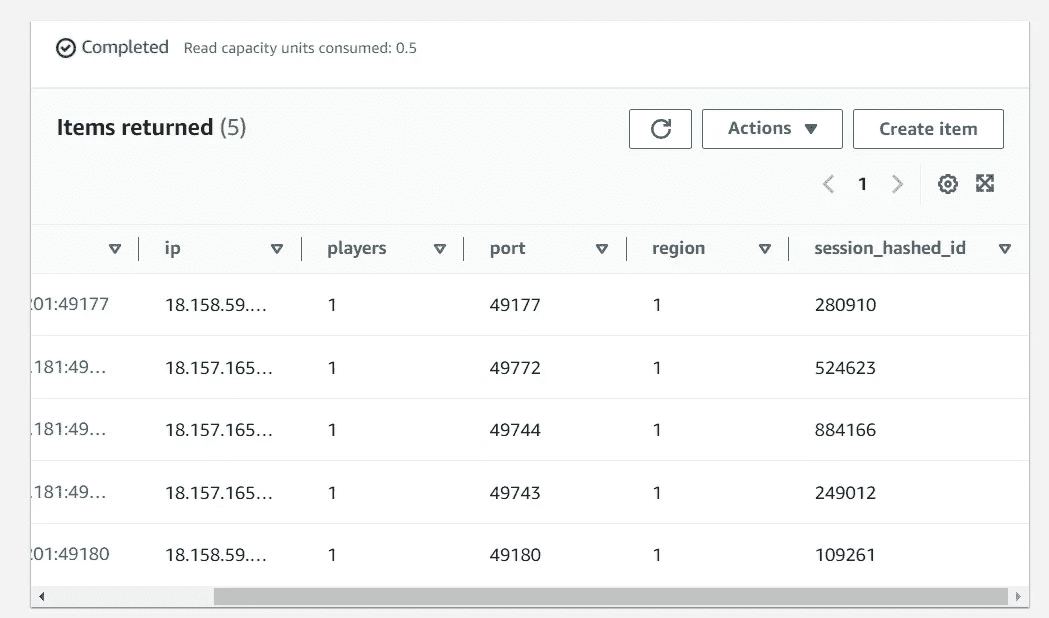 Completed Read capacity units consumed: 0.5
Items returned (5)
Actions
Create item
1
ip players port region session_hashed_id
01:49177 18.158.59.... 1 49177 1 280910
.181:49... 18.157.165... 1 49772 1 524623
.181:49... 18.157.165... 1 49744 1 884166
.181:49... 18.157.165... 1 49743 1 249012
01:49180 18.158.59.... 1 49180 1 109261